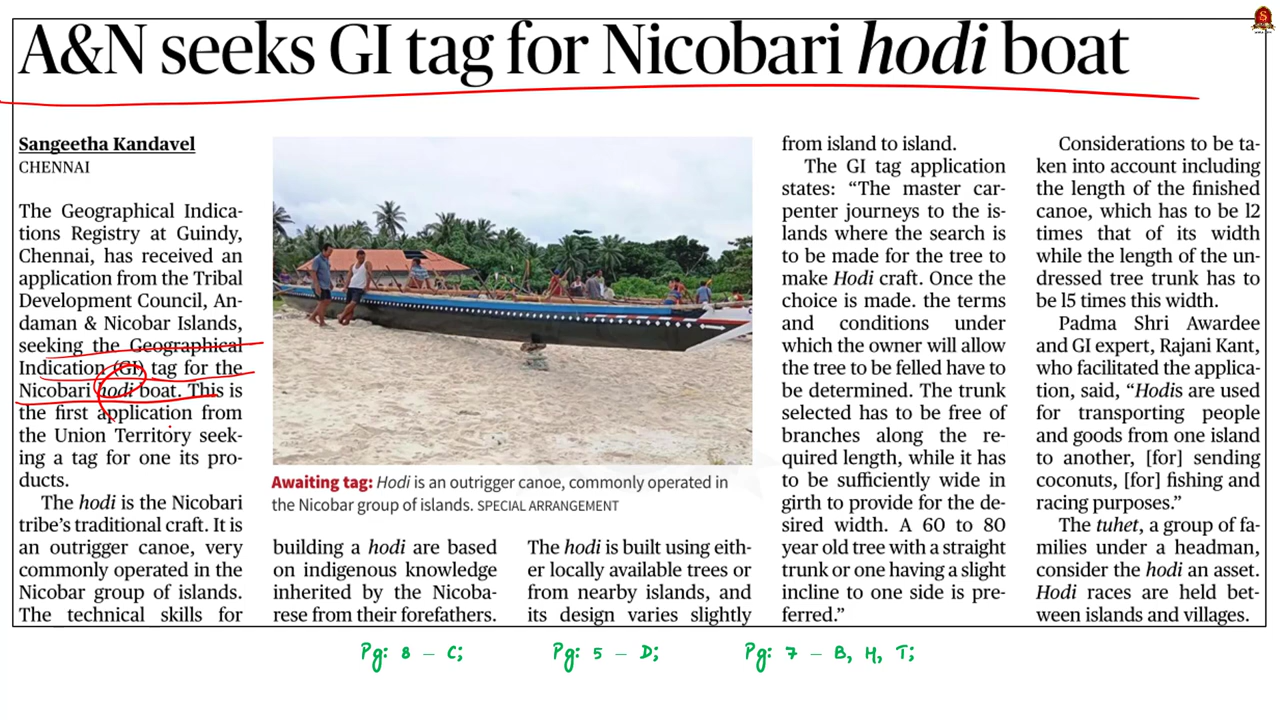 A&N seeks GI tag for Nicobari hodi boat
Sangeetha Kandavel
CHENNAI
The Geographical Indica-
tions Registry at Guindy,
Chennai, has received an
application from the Tribal
Development Council, An-
daman & Nicobar Islands,
seeking the Geographical
Indication (GI) tag for the
Nicobari hodi boat. This is
the first application from
the Union Territory seek-
ing a tag for one its pro-
ducts.
The hodi is the Nicobari
tribe's traditional craft. It is
an outrigger canoe, very
commonly operated in the
Nicobar group of islands.
The technical skills for
Awaiting tag: Hodi is an outrigger canoe, commonly operated in
the Nicobar group of islands. SPECIAL ARRANGEMENT
building a hodi are based
on indigenous knowledge
inherited by the Nicoba-
rese from their forefathers.
The hodi is built using eith-
er locally available trees or
from nearby islands, and
its design varies slightly
from island to island.
The GI tag application
states: "The master car-
penter journeys to the is-
lands where the search is
to be made for the tree to
make Hodi craft. Once the
choice is made. the terms
and conditions under
which the owner will allow
the tree to be felled have to
be determined. The trunk
selected has to be free of
branches along the re-
quired length, while it has
to be sufficiently wide in
girth to provide for the de-
sired width. A 60 to 80
year old tree with a straight
trunk or one having a slight
incline to one side is pre-
ferred."
Considerations to be ta-
ken into account including
the length of the finished
canoe, which has to be l2
times that of its width
while the length of the un-
dressed tree trunk has to
be l5 times this width.
Padma Shri Awardee
and GI expert, Rajani Kant,
who facilitated the applica-
tion, said, "Hodis are used
for transporting people
and goods from one island
to another, [for] sending
coconuts, [for] fishing and
racing purposes."
The tuhet, a group of fa-
milies under a headman,
consider the hodi an asset.
Hodi races are held bet-
ween islands and villages.
Pg: 8 – C; Pg: 5 – D; Pg: 7 – B, H, T;